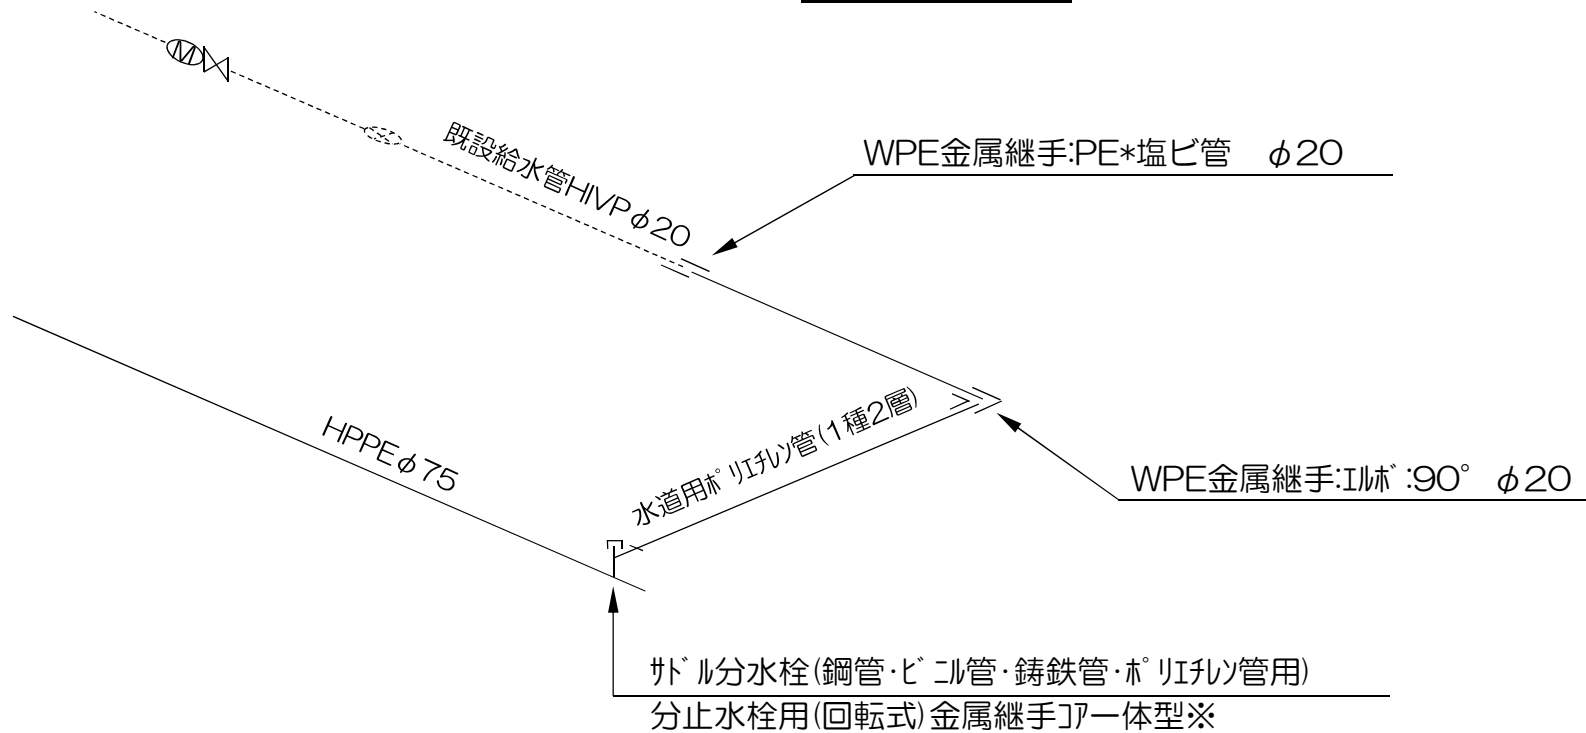 M
既設給水管HIVPφ20
WPE金属継手:PE*塩ビ管　φ20
HPPEφ75
水道用ﾎﾟﾘｴﾁﾚﾝ管(1種2層)
WPE金属継手:ｴﾙﾎﾞ:90°　φ20
ｻﾄﾞﾙ分水栓(鋼管･ﾋﾞﾆﾙ管･鋳鉄管･ﾎﾟﾘｴﾁﾚﾝ管用)
分止水栓用(回転式)金属継手ｺｱ一体型※